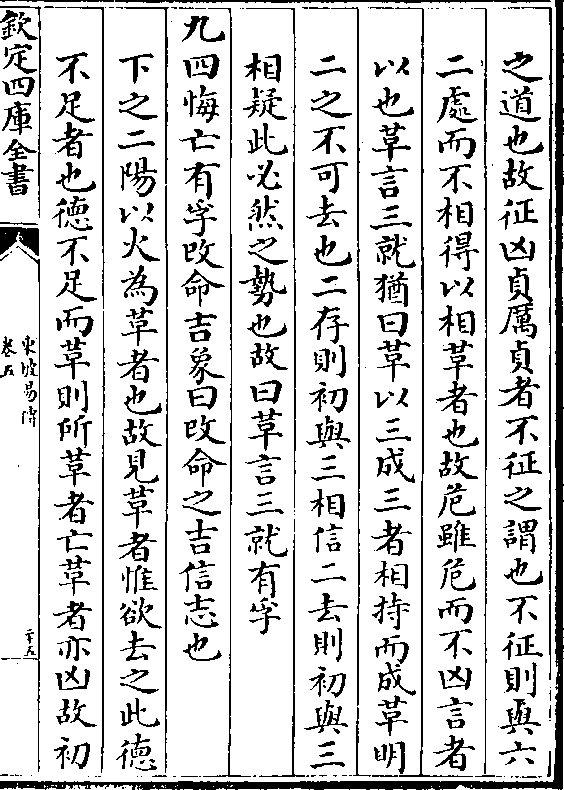 之道也故征凶貞厲貞者不征之謂也不征則與六
二處而不相得以相革者也故危雖危而不凶言者
以也革言三就猶曰革以三成三者相持而成革明
二之不可去也二存則初與三相信二去則初與三
相疑此必然之勢也故曰革言三就有孚
九四悔亡有孚改命吉象曰改命之吉信志也
下之二陽以火為革者也故見革者惟欲去之此德
不足者也德不足而革則所革者亡革者亦凶故初
欽定四庫全書
東坡易傳
卷五
二十五